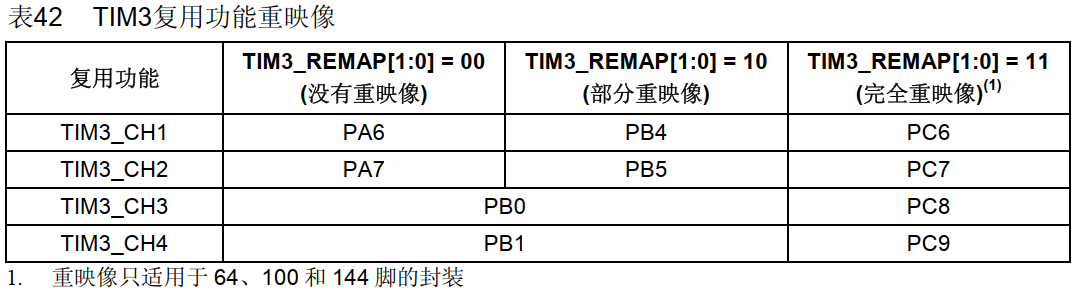 表42 TIM3复用功能重映像
复用功能 TIM3_REMAP[1:0] = 00 (没有重映像) TIM3_REMAP[1:0] = 10 (部分重映像) TIM3_REMAP[1:0] = 11 (完全重映像)(1)
TIM3_CH1 PA6 PB4 PC6
TIM3_CH2 PA7 PB5 PC7
TIM3_CH3 PB0 PC8
TIM3_CH4 PB1 PC9
1. 重映像只适用于 64、100 和 144 脚的封装